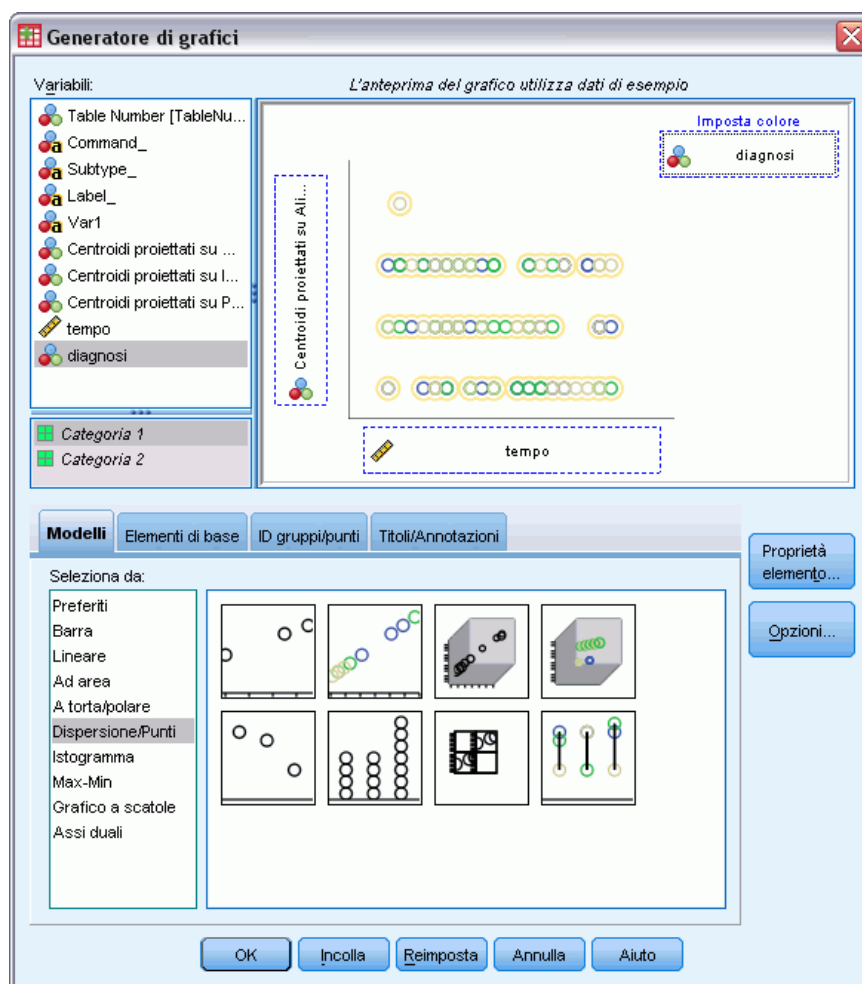 Generatore di grafici
Variabili:
L'anteprima del grafico utilizza dati di esempio
Table Number [TableNu...
Command_
Subtype_
Label_
Var1
Centroidi proiettati su ...
Centroidi proiettati su I...
Centroidi proiettati su P...
tempo
diagnosi
Categoria 1
Categoria 2
Imposta colore
diagnosi
Centroidi proiettati su Ali...
tempo
Modelli
Elementi di base
ID gruppi/punti
Titoli/Annotazioni
Seleziona da:
Preferiti
Barra
Lineare
Ad area
A torta/polare
Dispersione/Punti
Istogramma
Max-Min
Grafico a scatole
Assi duali
Proprietà
elemento...
Opzioni...
OK
Incolla
Reimposta
Annulla
Aiuto